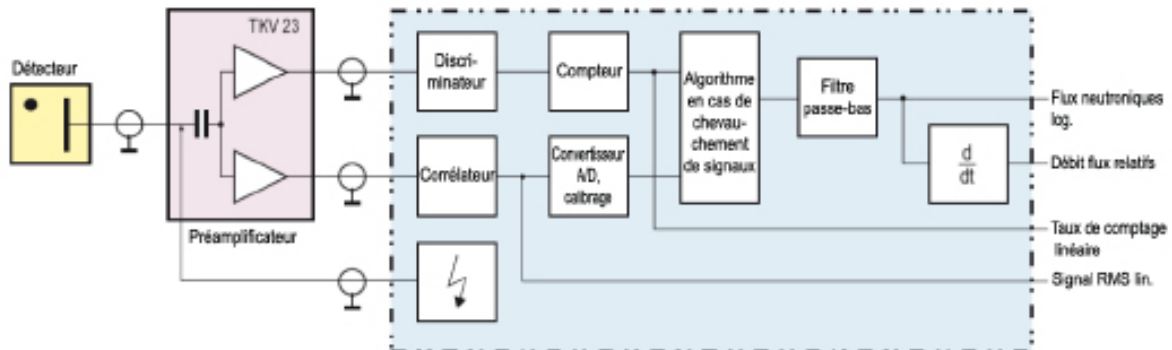 TKV 23
Détecteur
Préamplificateur
Discri-
minateur
Compteur
Algorithme
en cas de
chevau-
chement
de signaux
Filtre
passe-bas
Flux neutroniques
log.
d
dt
Débit flux relatifs
Corrélateur
Convertisseur
A/D,
calbrage
Taux de comptage
linéaire
Signal RMS lin.